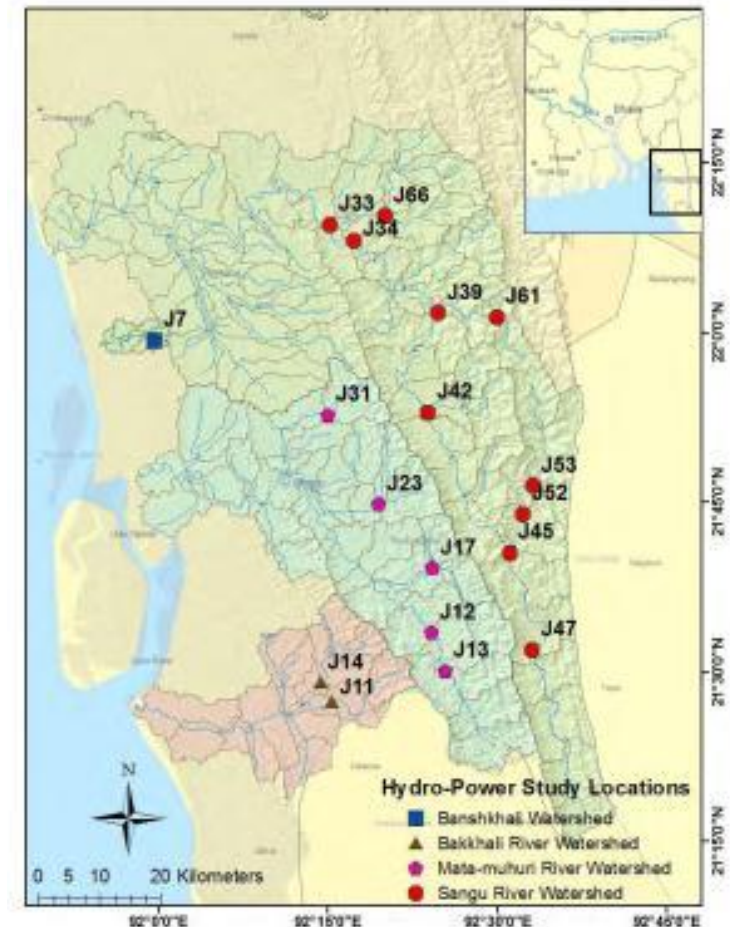 Dhaka
22°15'0"N
J33
J66
J34
J39
J61
J7
22°0'0"N
J31
J42
J53
J52
J23
21°45'0"N
J45
J17
J12
J47
J13
J14
21°30'0"N
J11
N
Hydro-Power Study Locations
Banshkhali Watershed
Bakkhali River Watershed
Mata-muhuri River Watershed
Sangu River Watershed
21°15'0"N
0 5 10 20 Kilometers
92°0'0"E 92°15'0"E 92°30'0"E 92°45'0"E